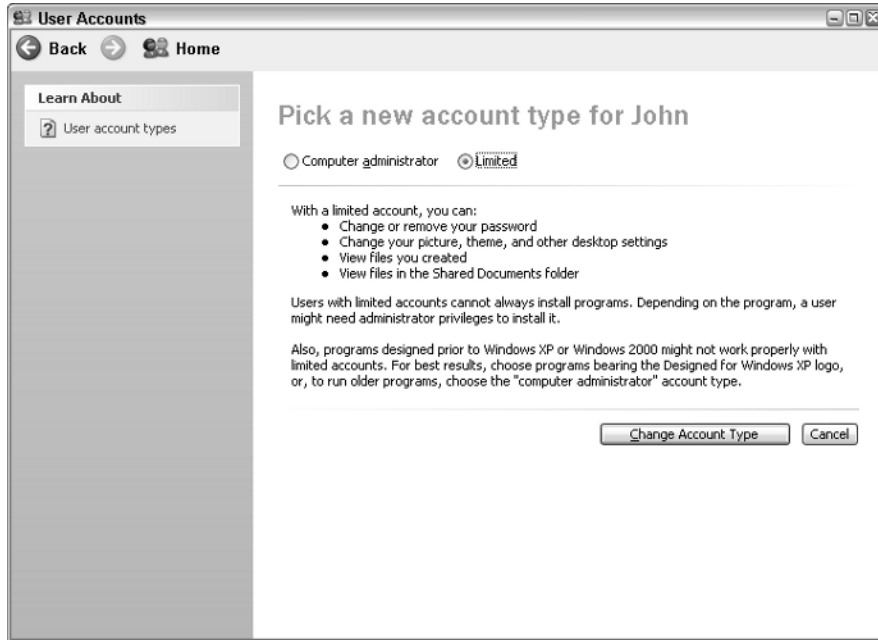 User Accounts
Back Home
Learn About
User account types
Pick a new account type for John
Computer administrator Limited
With a limited account, you can:
• Change or remove your password
• Change your picture, theme, and other desktop settings
• View files you created
• View files in the Shared Documents folder
Users with limited accounts cannot always install programs. Depending on the program, a user
might need administrator privileges to install it.
Also, programs designed prior to Windows XP or Windows 2000 might not work properly with
limited accounts. For best results, choose programs bearing the Designed for Windows XP logo,
or, to run older programs, choose the "computer administrator" account type.
Change Account Type Cancel